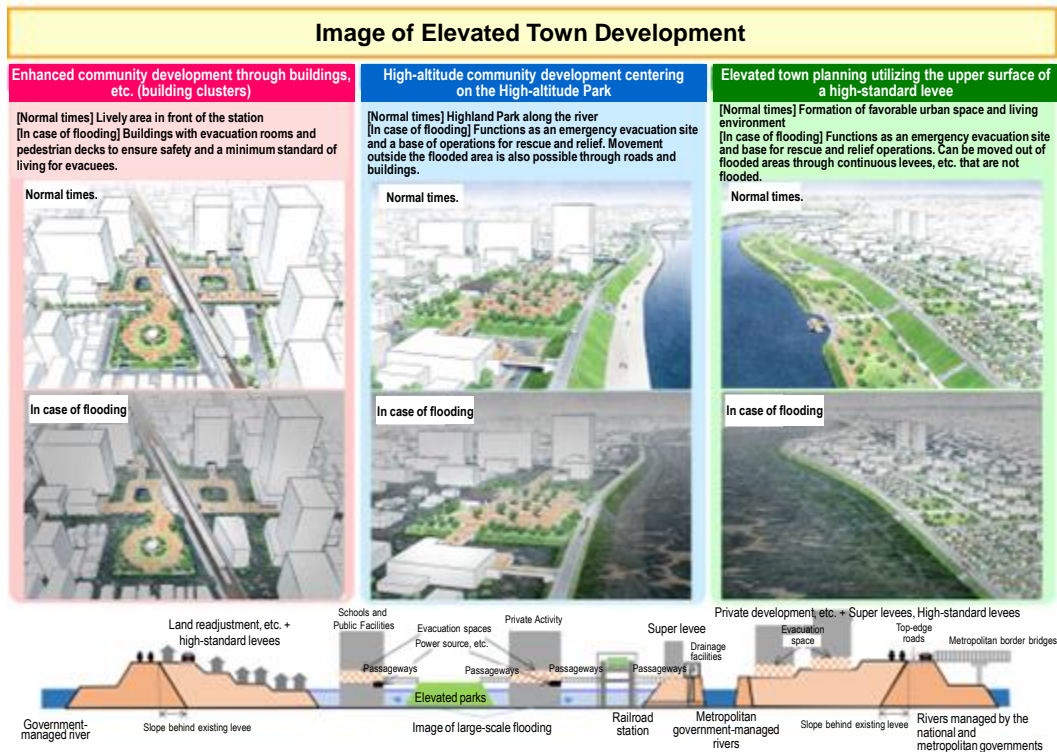 Image of Elevated Town Development
Enhanced community development through buildings,
etc. (building clusters)
[Normal times] Lively area in front of the station
[In case of flooding] Buildings with evacuation rooms and
pedestrian decks to ensure safety and a minimum standard of
living for evacuees.
Normal times.
In case of flooding
High-altitude community development centering
on the High-altitude Park
[Normal times] Highland Park along the river
[In case of flooding] Functions as an emergency evacuation site
and a base of operations for rescue and relief. Movement
outside the flooded area is also possible through roads and
buildings.
Normal times.
In case of flooding
Elevated town planning utilizing the upper surface of
a high-standard levee
[Normal times] Formation of favorable urban space and living
environment
[In case of flooding] Functions as an emergency evacuation site
and base for rescue and relief operations. Can be moved out of
flooded areas through continuous levees, etc. that are not
flooded.
Normal times.
In case of flooding
Land readjustment, etc. +
high-standard levees
Schools and
Public Facilities
Evacuation spaces
Power source, etc.
Private Activity
Super levee
Drainage
facilities
Private development, etc. + Super levees, High-standard levees
Evacuation
space
Top-edge
roads
Metropolitan border bridges
Passageways
Passageways
Passageways
Passageways
Elevated parks
Government-
managed river
Slope behind existing levee
Image of large-scale flooding
Railroad
station
Metropolitan
government-managed
rivers
Slope behind existing levee
Rivers managed by the
national and
metropolitan governments